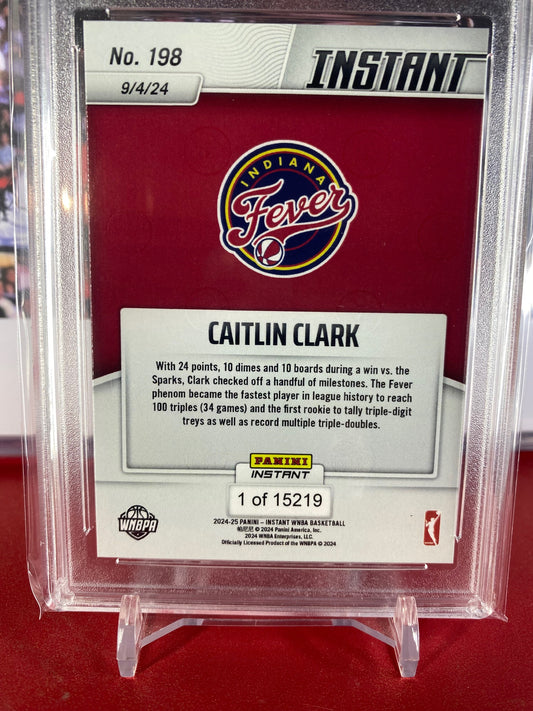 No. 198
INSTANT
9/4/24
INDIANA
Fever
CAITLIN CLARK
With 24 points, 10 dimes and 10 boards during a win vs. the
Sparks, Clark checked off a handful of milestones. The Fever
phenom became the fastest player in league history to reach
100 triples (34 games) and the first rookie to tally triple-digit
treys as well as record multiple triple-doubles.
PANINI
INSTANT
1 of 15219
WNBPA
2024-25 PANINI – INSTANT WNBA BASKETBALL
帕尼尼 © 2024 Panini America, Inc.
2024 WNBA Enterprises, LLC.
Officially Licensed Product of the WNBPA © 2024